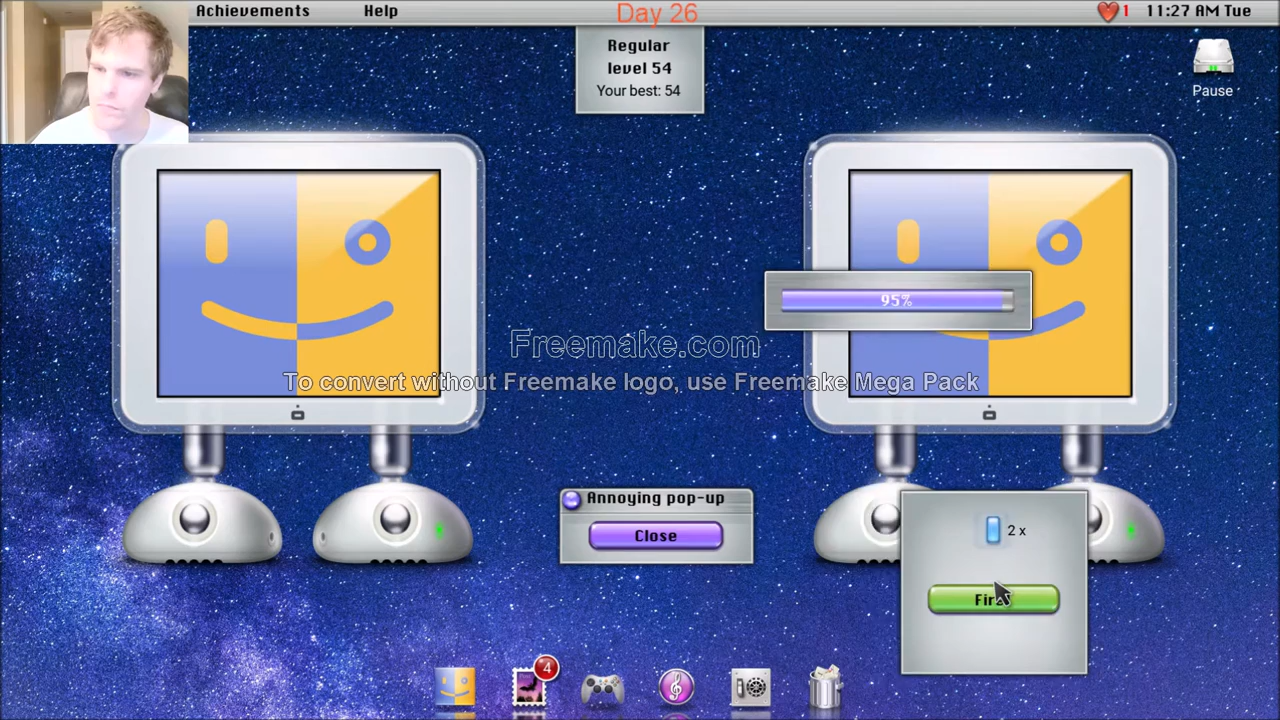 Achievements Help Day 26 1 11:27 AM Tue
Regular
level 54
Your best: 54
Pause
95%
Freemake.com
To convert without Freemake logo, use Freemake Mega Pack
Annoying pop-up
Close
2 x
4